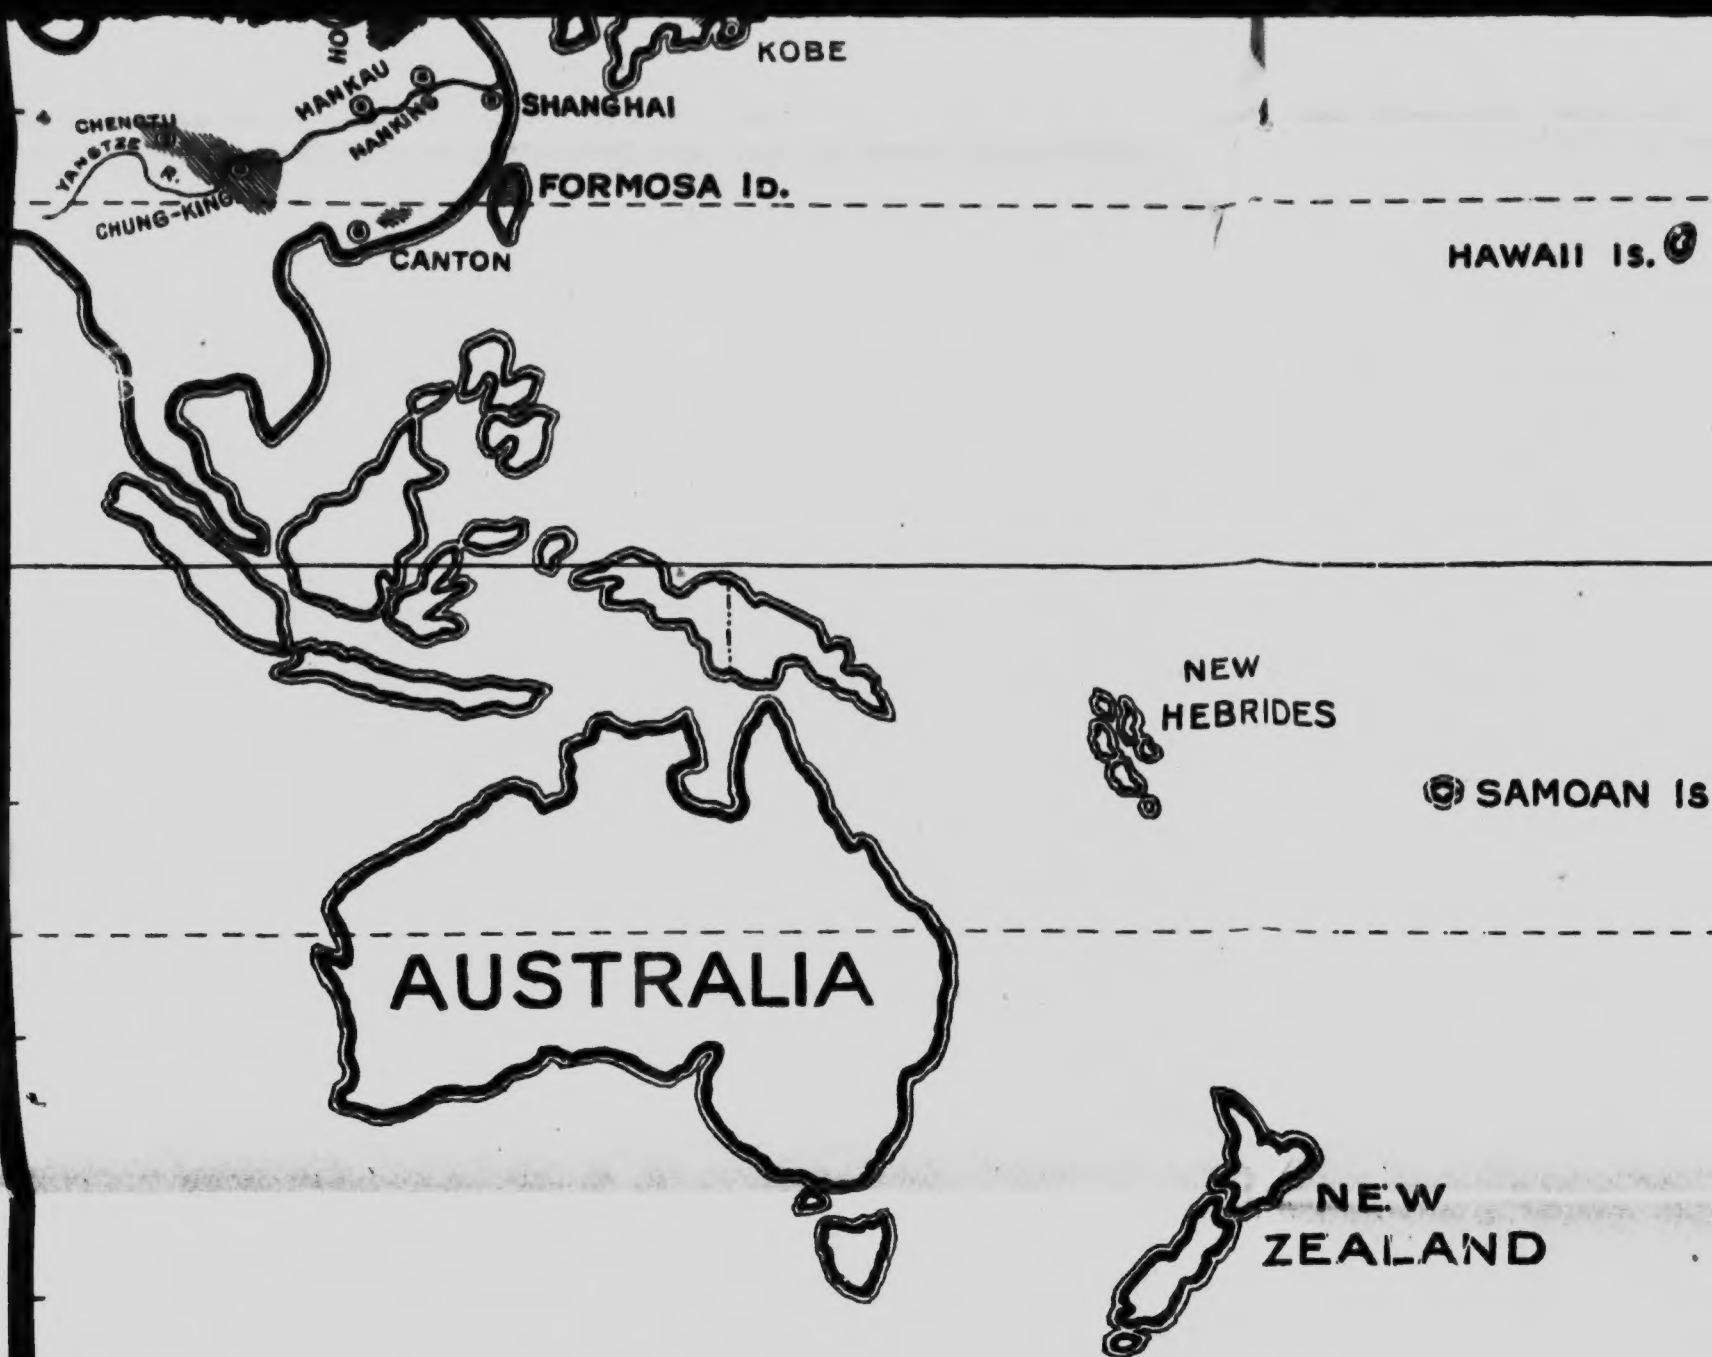 KOBE
HO
HANKAU
SHANGHAI
NANKING
CHENGTU
YANGTZE
R.
FORMOSA ID.
CHUNG-KING
CANTON
HAWAII IS.
NEW
HEBRIDES
SAMOAN IS
AUSTRALIA
NEW
ZEALAND